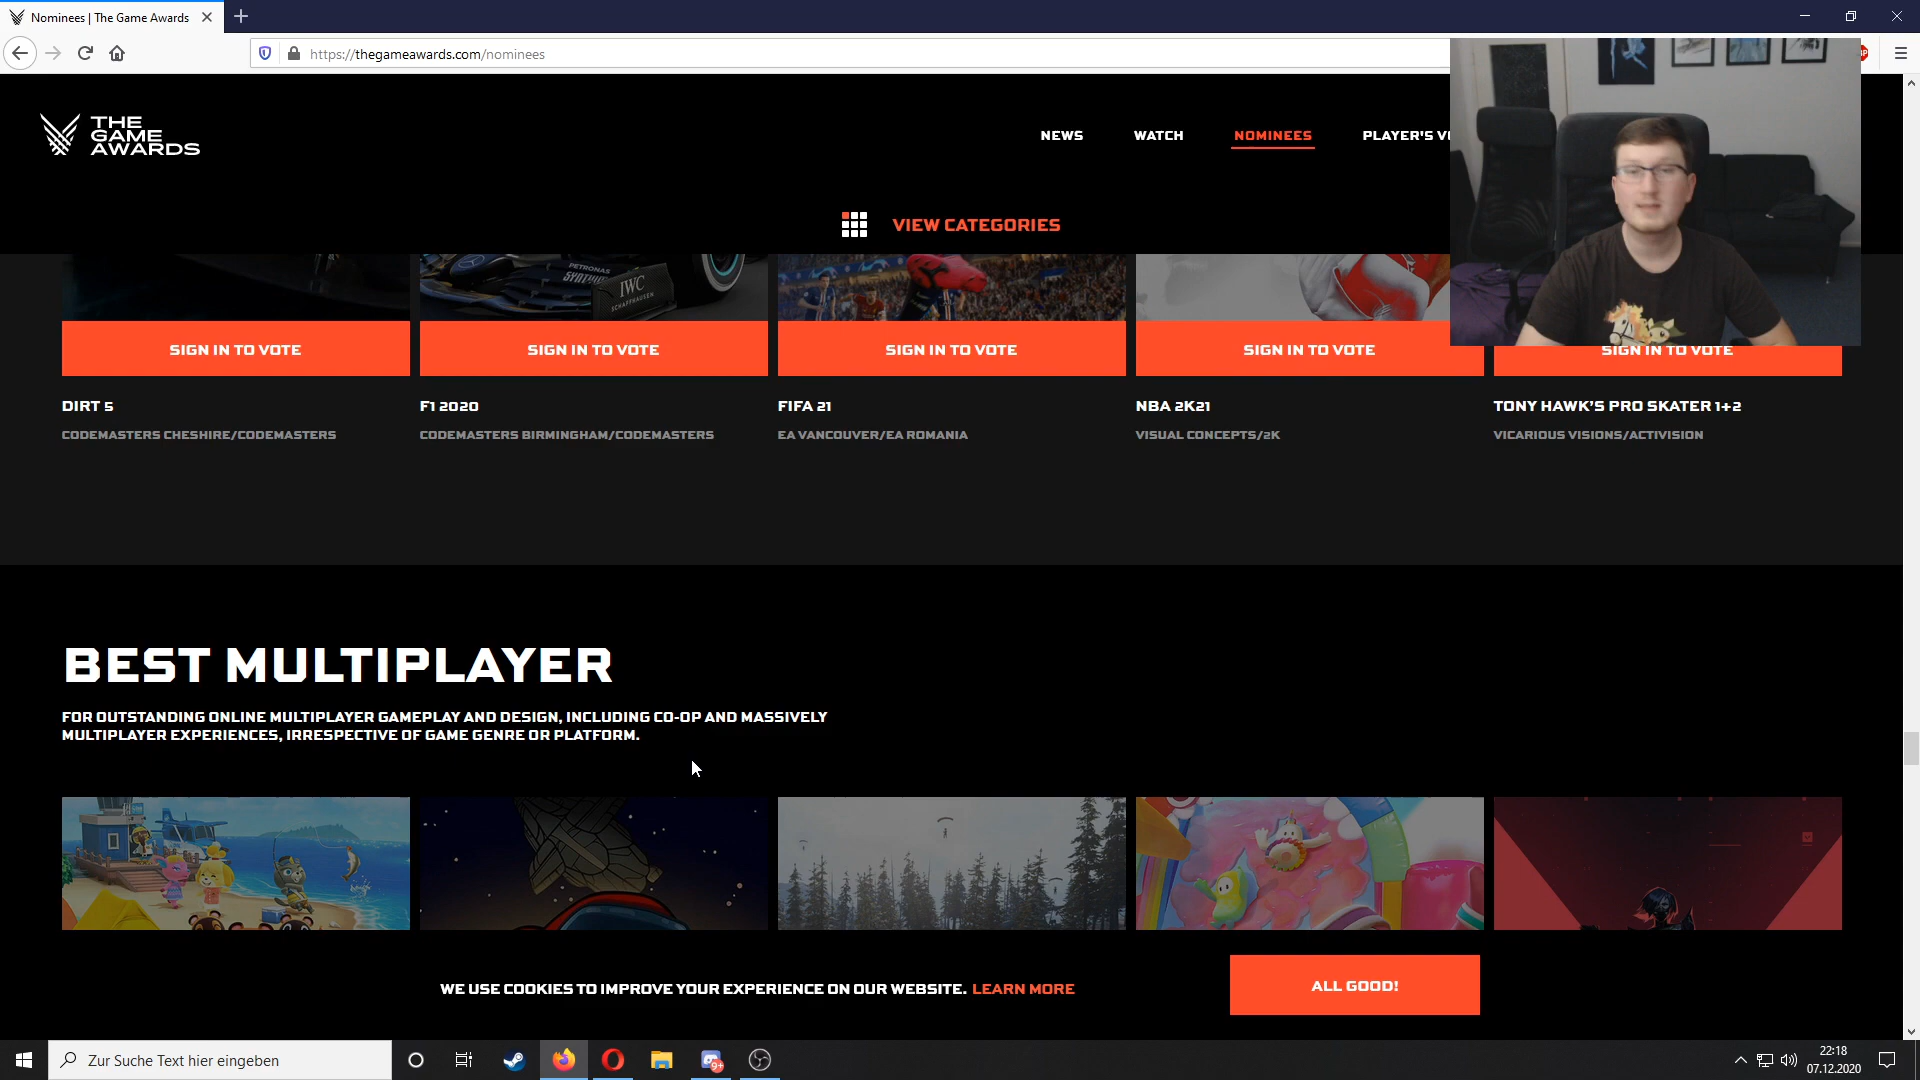 Nominees | The Game Awards
https://thegameawards.com/nominees
THE
GAME
AWARDS
NEWS
WATCH
NOMINEES
PLAYER'S V
VIEW CATEGORIES
PETRONAS
IWC
SCHAFFHAUSEN
SIGN IN TO VOTE
SIGN IN TO VOTE
SIGN IN TO VOTE
SIGN IN TO VOTE
SIGN IN TO VOTE
DIRT 5
F1 2020
FIFA 21
NBA 2K21
TONY HAWK'S PRO SKATER 1+2
CODEMASTERS CHESHIRE/CODEMASTERS
CODEMASTERS BIRMINGHAM/CODEMASTERS
EA VANCOUVER/EA ROMANIA
VISUAL CONCEPTS/2K
VICARIOUS VISIONS/ACTIVISION
BEST MULTIPLAYER
FOR OUTSTANDING ONLINE MULTIPLAYER GAMEPLAY AND DESIGN, INCLUDING CO-OP AND MASSIVELY
MULTIPLAYER EXPERIENCES, IRRESPECTIVE OF GAME GENRE OR PLATFORM.
WE USE COOKIES TO IMPROVE YOUR EXPERIENCE ON OUR WEBSITE. LEARN MORE
ALL GOOD!
Zur Suche Text hier eingeben
9+
22:18
07.12.2020